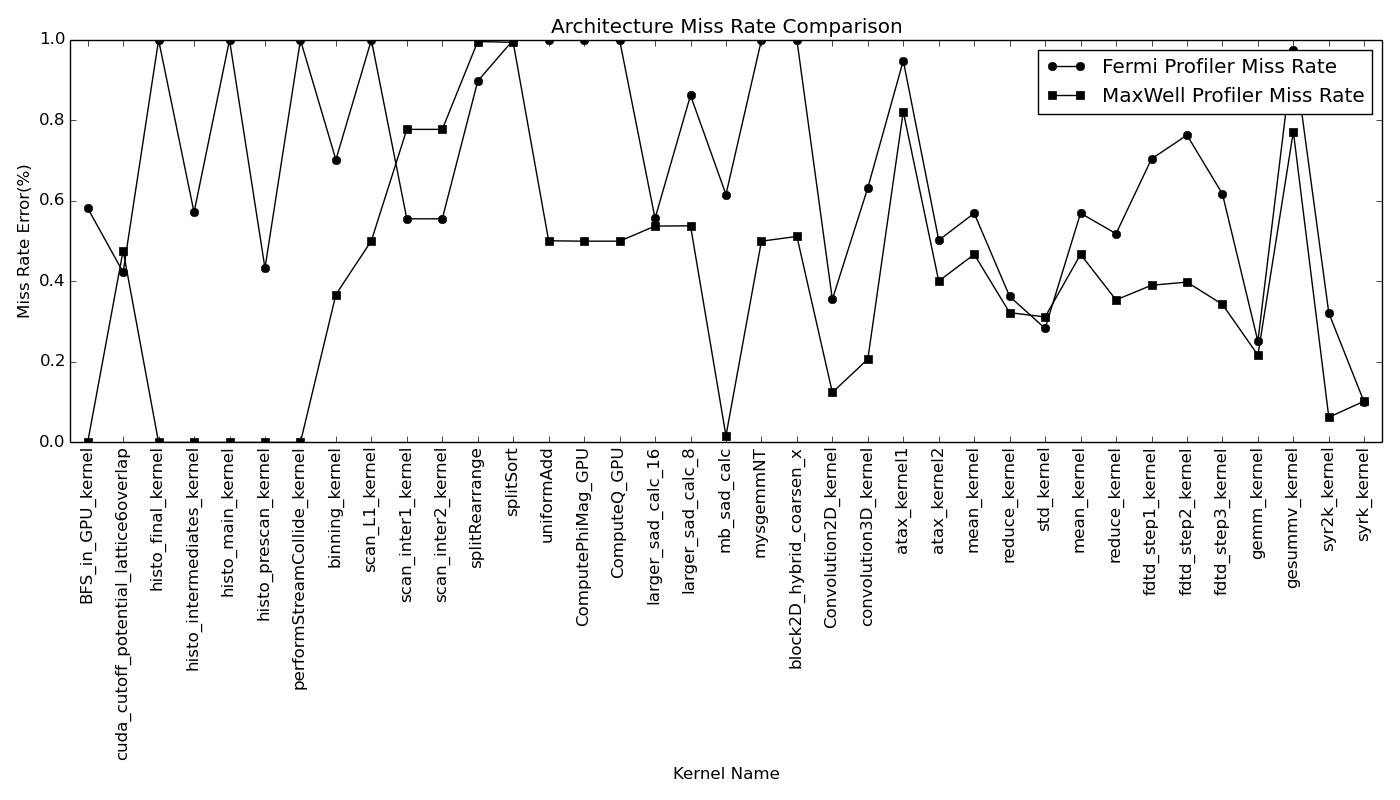 Architecture Miss Rate Comparison
Fermi Profiler Miss Rate
MaxWell Profiler Miss Rate
Miss Rate Error(%)
1.0
0.8
0.6
0.4
0.2
0.0
BFS_in_GPU_kernel
cuda_cutoff_potential_lattice6overlap
histo_final_kernel
histo_intermediates_kernel
histo_main_kernel
histo_prescan_kernel
performStreamCollide_kernel
binning_kernel
scan_L1_kernel
scan_inter1_kernel
scan_inter2_kernel
splitRearrange
splitSort
uniformAdd
ComputePhiMag_GPU
ComputeQ_GPU
larger_sad_calc_16
larger_sad_calc_8
mb_sad_calc
mysgemmNT
block2D_hybrid_coarsen_x
Convolution2D_kernel
convolution3D_kernel
atax_kernel1
atax_kernel2
mean_kernel
reduce_kernel
std_kernel
mean_kernel
reduce_kernel
fdtd_step1_kernel
fdtd_step2_kernel
fdtd_step3_kernel
gemm_kernel
gesummv_kernel
syr2k_kernel
syrk_kernel
Kernel Name